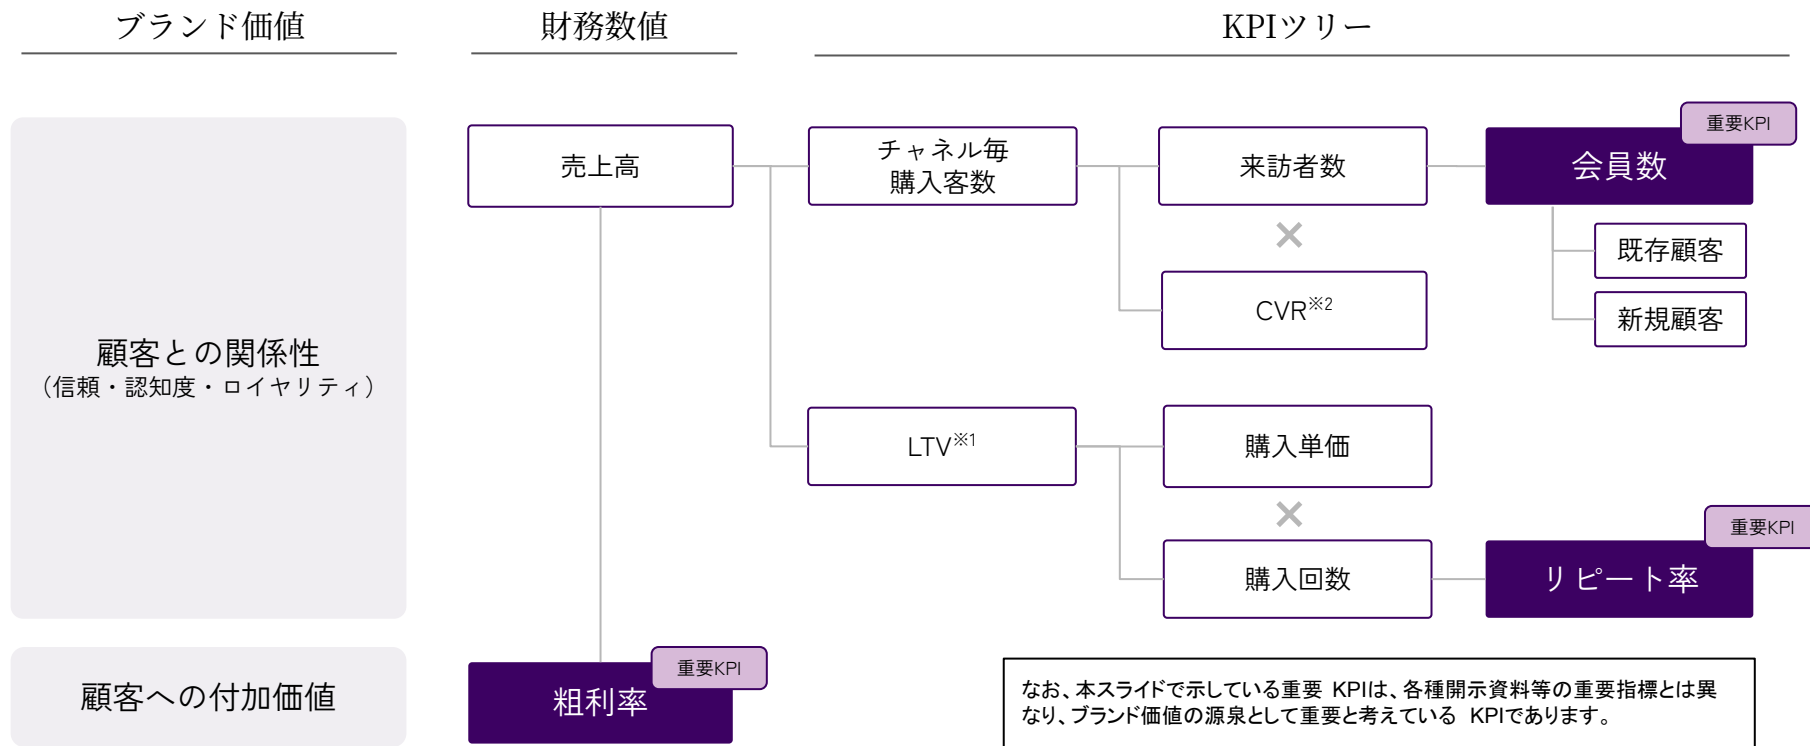 ブランド価値
財務数値
KPIツリー
重要KPI
売上高
チャネル毎
購入客数
来訪者数
会員数
×
既存顧客
CVR※2
新規顧客
顧客との関係性
（信頼・認知度・ロイヤリティ）
LTV※1
購入単価
×
重要KPI
購入回数
リピート率
重要KPI
顧客への付加価値
粗利率
なお、本スライドで示している重要 KPIは、各種開示資料等の重要指標とは異
なり、ブランド価値の源泉として重要と考えている KPIであります。